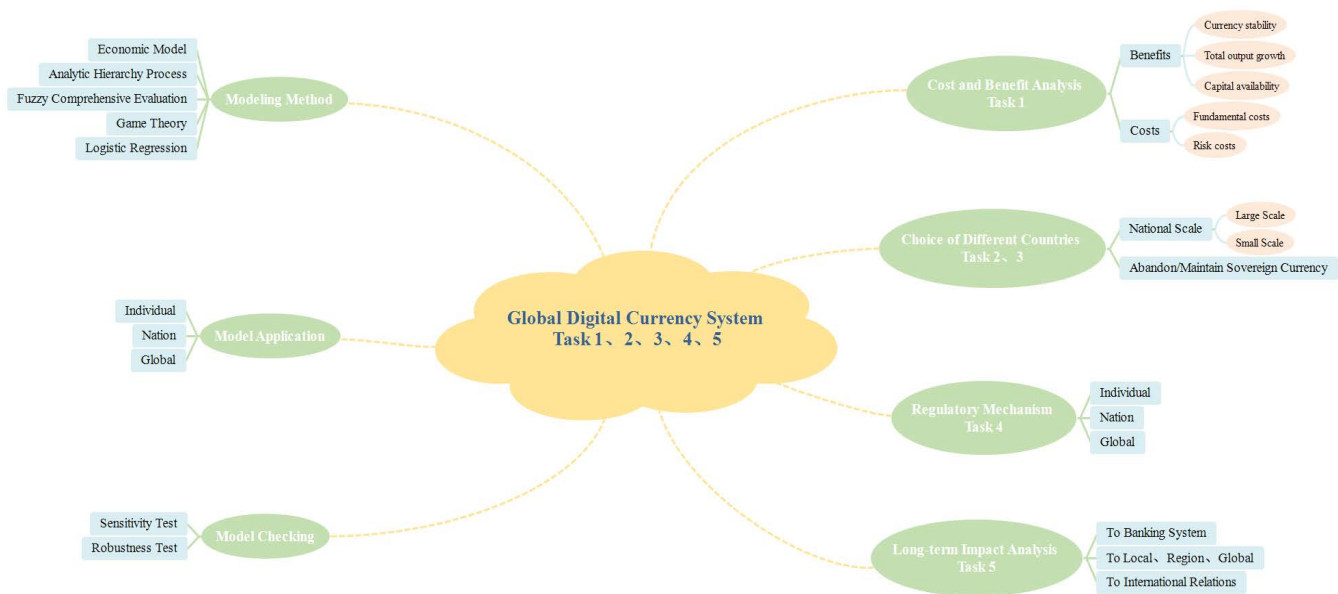 Economic Model
Analytic Hierarchy Process
Fuzzy Comprehensive Evaluation
Game Theory
Logistic Regression
Modeling Method
Individual
Nation
Global
Model Application
Sensitivity Test
Robustness Test
Model Checking
Global Digital Currency System
Task 1、2、3、4、5
Cost and Benefit Analysis
Task 1
Benefits
Currency stability
Total output growth
Capital availability
Costs
Fundamental costs
Risk costs
Choice of Different Countries
Task 2、3
National Scale
Large Scale
Small Scale
Abandon/Maintain Sovereign Currency
Regulatory Mechanism
Task 4
Individual
Nation
Global
Long-term Impact Analysis
Task 5
To Banking System
To Local、Region、Global
To International Relations